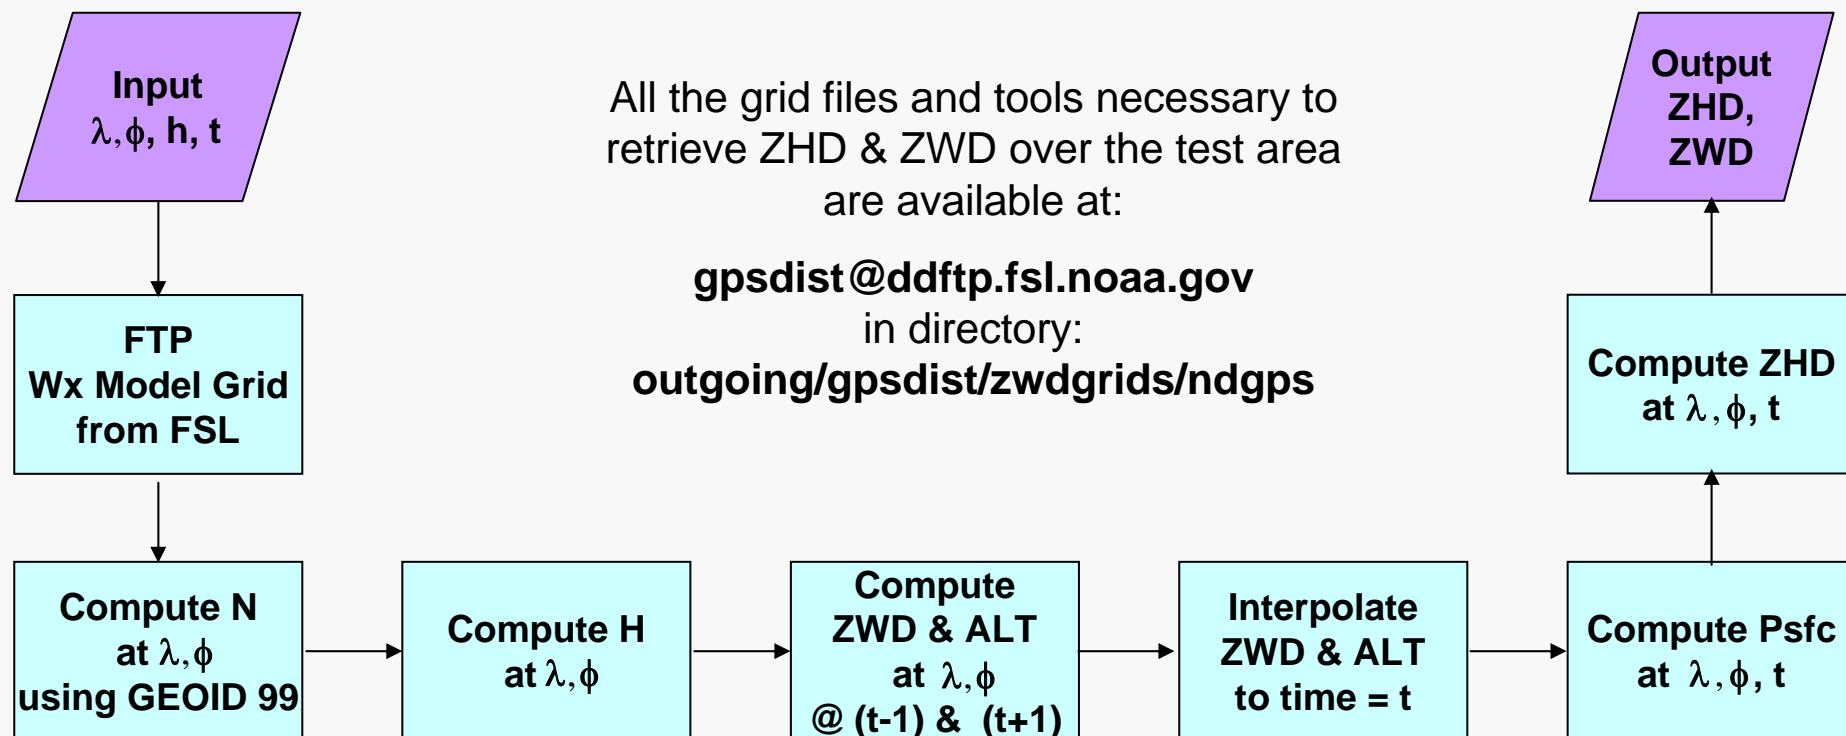 Input
λ,ϕ, h, t
All the grid files and tools necessary to
retrieve ZHD & ZWD over the test area
are available at:
gpsdist@ddftp.fsl.noaa.gov
in directory:
outgoing/gpsdist/zwdgrids/ndgps
Output
ZHD,
ZWD
FTP
Wx Model Grid
from FSL
Compute ZHD
at λ,ϕ, t
Compute N
at λ,ϕ
using GEOID 99
Compute H
at λ,ϕ
Compute
ZWD & ALT
at λ,ϕ
@ (t-1) & (t+1)
Interpolate
ZWD & ALT
to time = t
Compute Psfc
at λ,ϕ, t